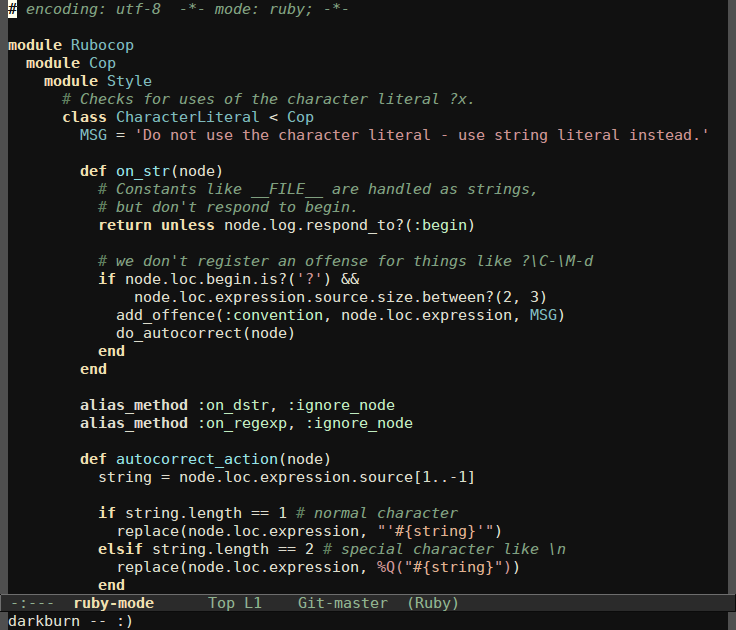 # encoding: utf-8  -*- mode: ruby; -*-

module Rubocop
  module Cop
    module Style
      # Checks for uses of the character literal ?x.
      class CharacterLiteral < Cop
        MSG = 'Do not use the character literal - use string literal instead.'

        def on_str(node)
          # Constants like __FILE__ are handled as strings,
          # but don't respond to begin.
          return unless node.log.respond_to?(:begin)

          # we don't register an offense for things like ?\C-\M-d
          if node.loc.begin.is?('?') &&
              node.loc.expression.source.size.between?(2, 3)
            add_offence(:convention, node.loc.expression, MSG)
            do_autocorrect(node)
          end
        end

        alias_method :on_dstr, :ignore_node
        alias_method :on_regexp, :ignore_node

        def autocorrect_action(node)
          string = node.loc.expression.source[1..-1]

          if string.length == 1 # normal character
            replace(node.loc.expression, "'#{string}'")
          elsif string.length == 2 # special character like \n
            replace(node.loc.expression, %Q("#{string}"))
          end
-:---  ruby-mode      Top L1    Git-master  (Ruby)
darkburn -- :)